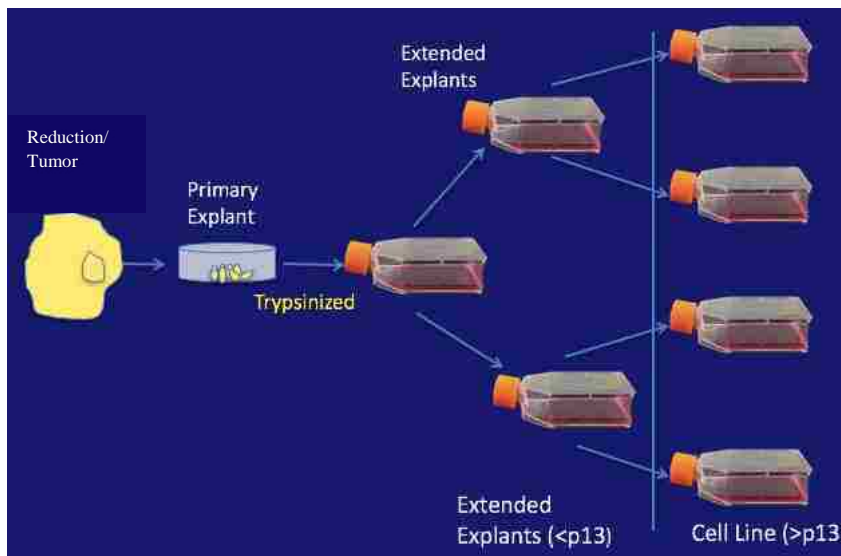 Extended
Explants
Reduction/
Tumor
Primary
Explant
Trypsinized
Extended
Explants (<p13)
Cell Line (>p13